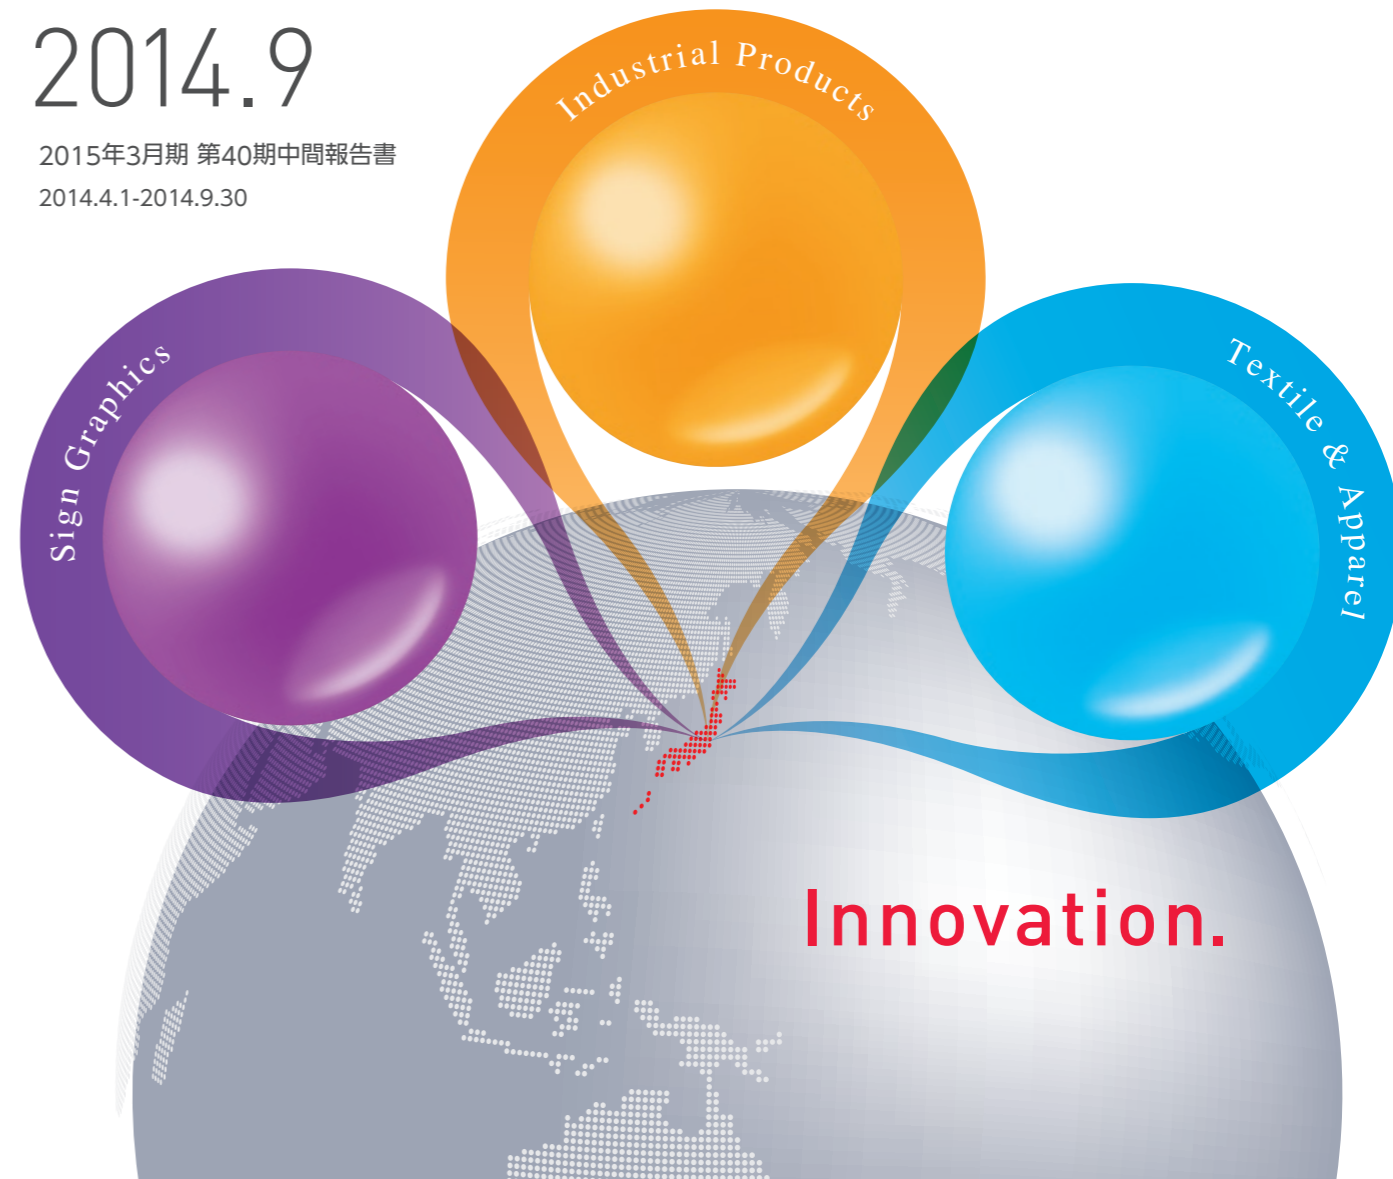 2014.9
2015年3月期 第40期中間報告書
2014.4.1-2014.9.30
Industrial Products
Sign Graphics
Textile & Apparel
Innovation.